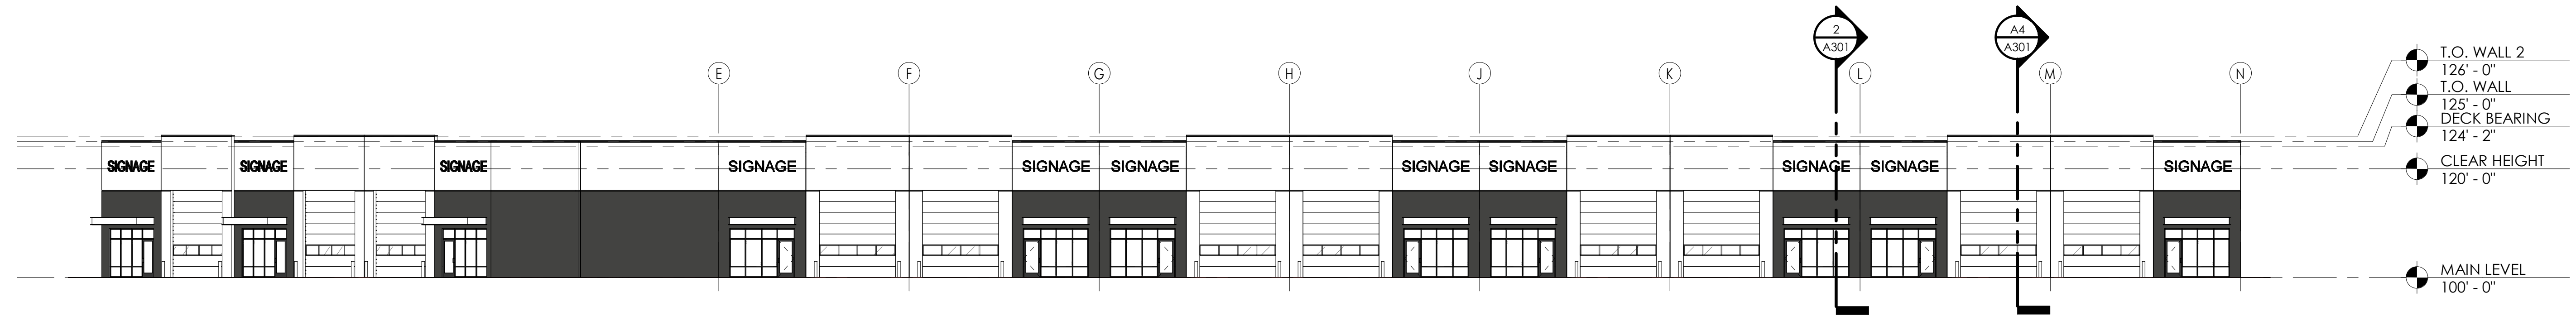 2
A301
A4
A301
E
F
G
H
J
K
L
M
N
T.O. WALL 2
126' - 0"
T.O. WALL
125' - 0"
DECK BEARING
124' - 2"
CLEAR HEIGHT
120' - 0"
MAIN LEVEL
100' - 0"
SIGNAGE
SIGNAGE
SIGNAGE
SIGNAGE
SIGNAGE
SIGNAGE
SIGNAGE
SIGNAGE
SIGNAGE
SIGNAGE
SIGNAGE